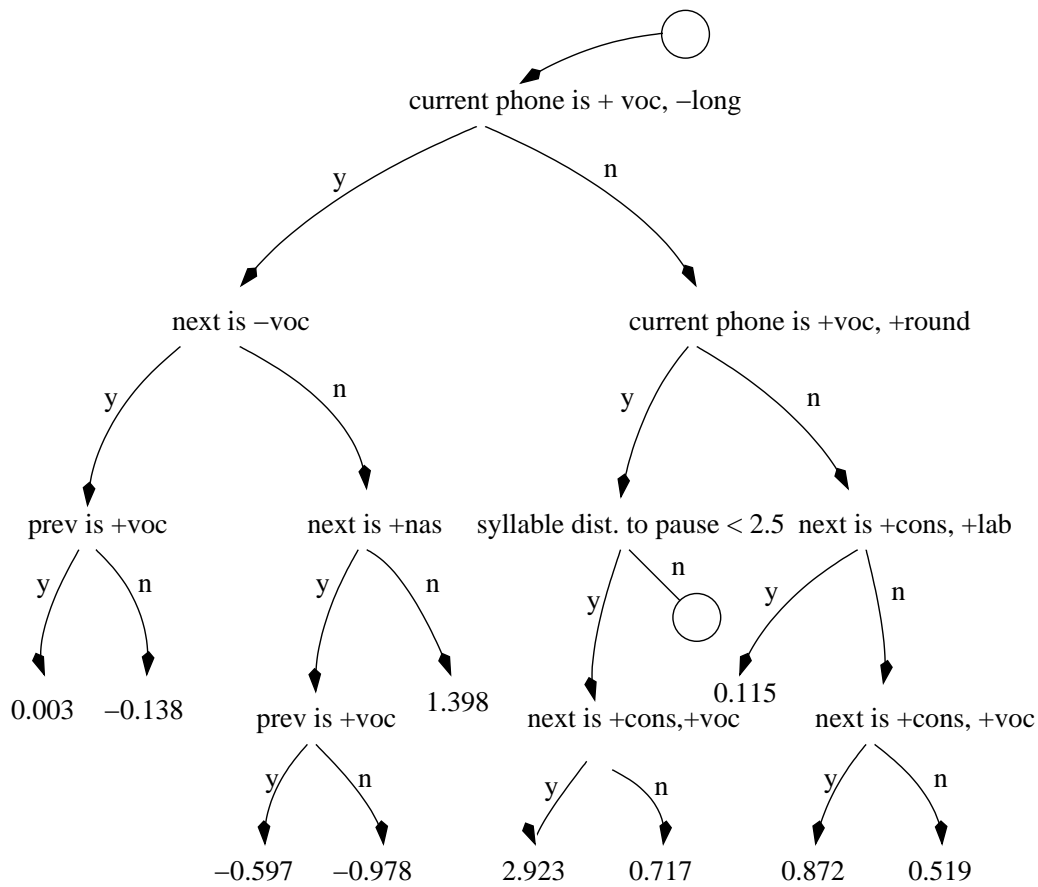 current phone is + voc, −long
y
n
next is −voc
current phone is +voc, +round
y
n
y
n
prev is +voc
next is +nas
syllable dist. to pause < 2.5
next is +cons, +lab
y
n
y
n
y
n
y
n
0.003
−0.138
prev is +voc
1.398
next is +cons,+voc
0.115
next is +cons, +voc
y
n
y
n
y
n
−0.597
−0.978
2.923
0.717
0.872
0.519